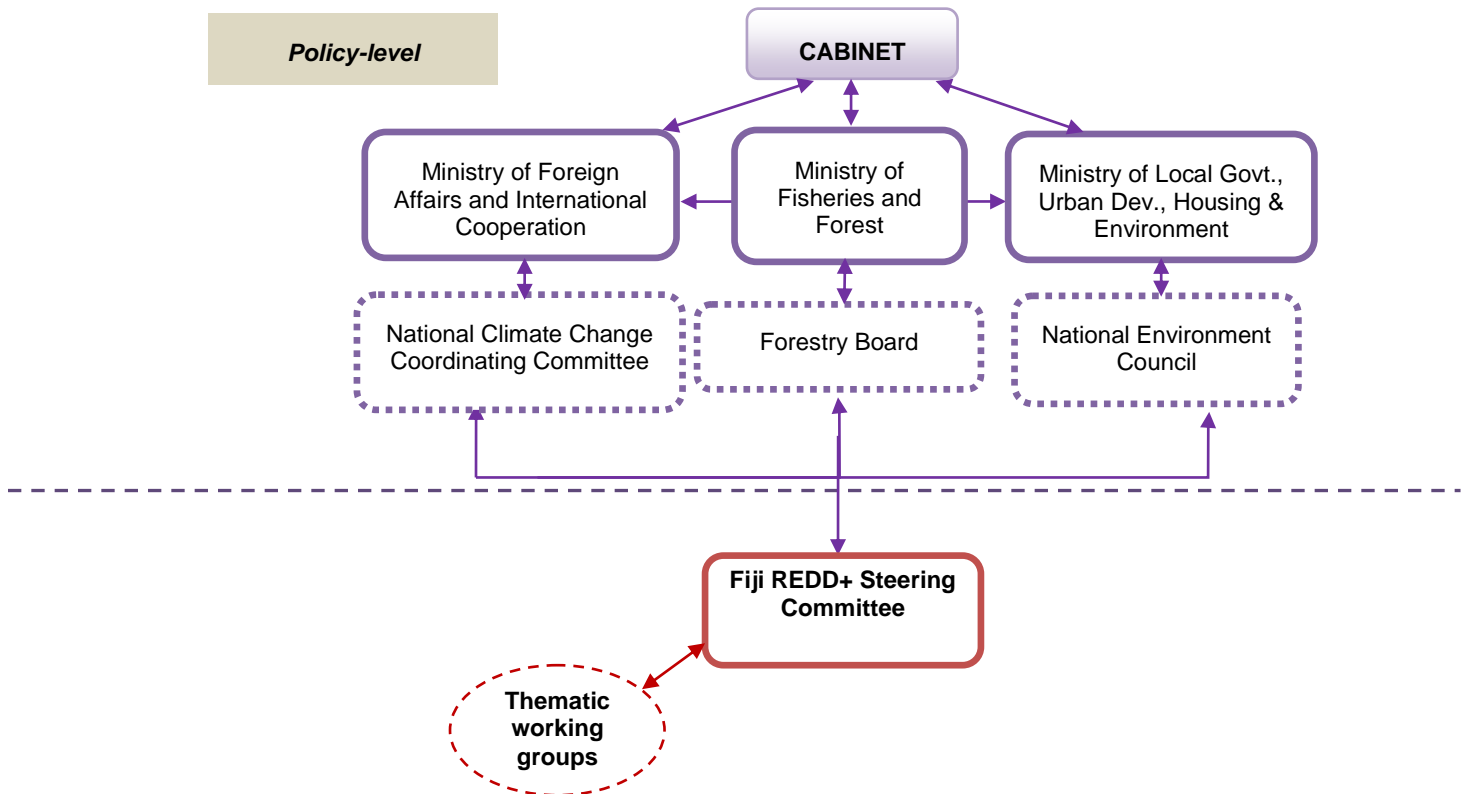 Policy-level
CABINET
Ministry of Foreign
Affairs and International
Cooperation
Ministry of
Fisheries and
Forest
Ministry of Local Govt.,
Urban Dev., Housing &
Environment
National Climate Change
Coordinating Committee
Forestry Board
National Environment
Council
Fiji REDD+ Steering
Committee
Thematic
working
groups